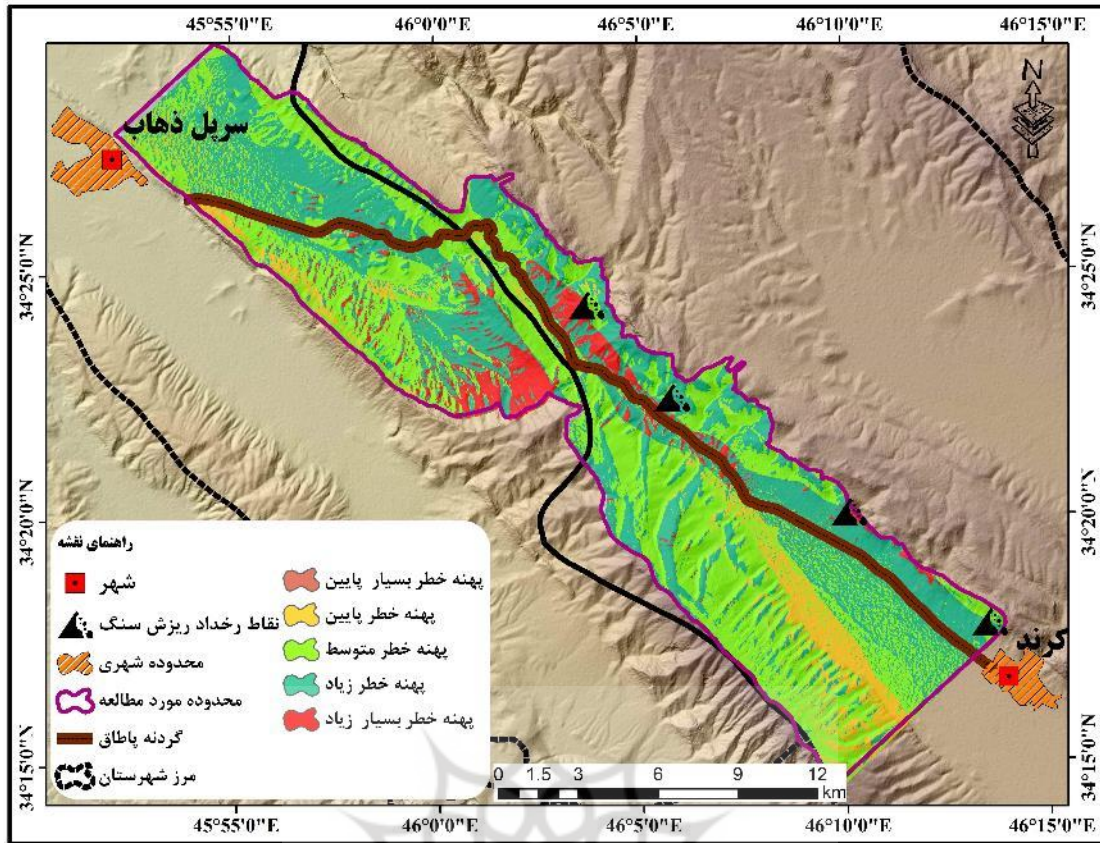 45°55'0"E 46°0'0"E 46°5'0"E 46°10'0"E 46°15'0"E
N
سرپل ذهاب
34°25'0"N 34°25'0"N
34°20'0"N 34°20'0"N
کرند
34°15'0"N 34°15'0"N
راهنمای نقشه
شهر
نقاط رخداد ریزش سنگ
محدوده شهری
محدوده مورد مطالعه
گردنه پاطاق
مرز شهرستان
پهنه خطر بسیار پایین
پهنه خطر پایین
پهنه خطر متوسط
پهنه خطر زیاد
پهنه خطر بسیار زیاد
0 1.5 3 6 9 12
km
45°55'0"E 46°0'0"E 46°5'0"E 46°10'0"E 46°15'0"E